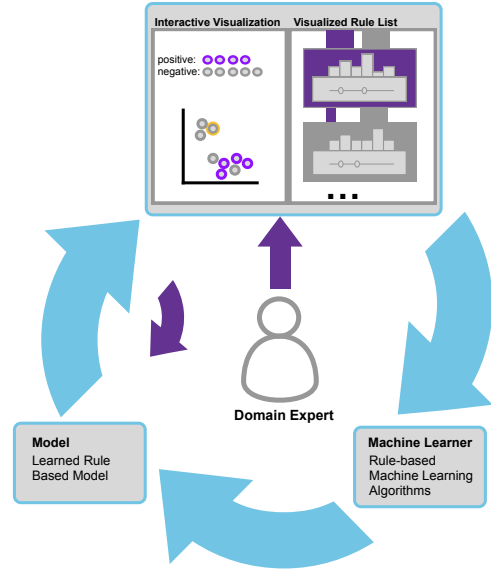 Interactive Visualization
Visualized Rule List
positive:
negative:
...
Domain Expert
Model
Learned Rule
Based Model
Machine Learner
Rule-based
Machine Learning
Algorithms